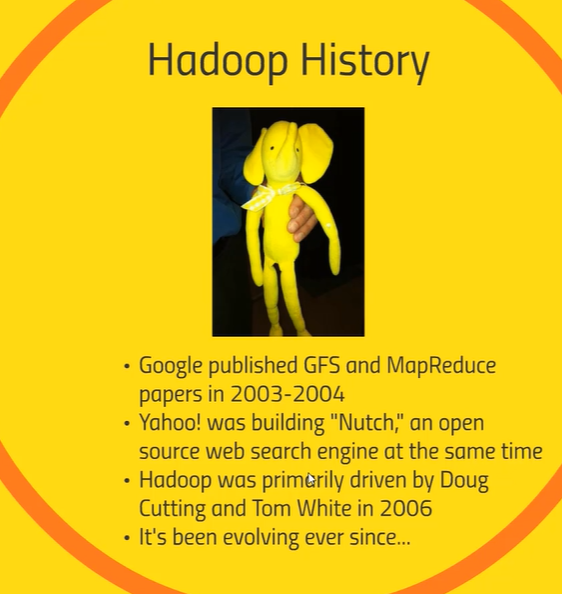 Hadoop History
• Google published GFS and MapReduce
papers in 2003-2004
• Yahoo! was building "Nutch," an open
source web search engine at the same time
• Hadoop was primarily driven by Doug
Cutting and Tom White in 2006
• It's been evolving ever since...